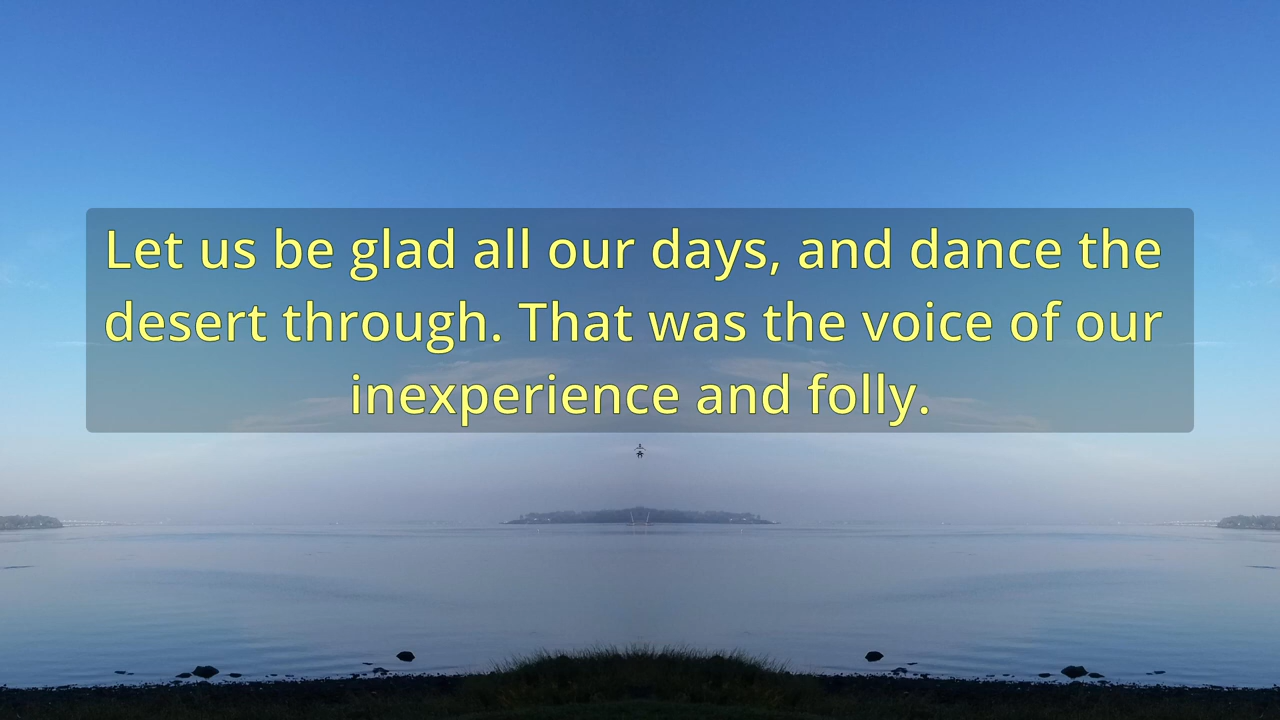 Let us be glad all our days, and dance the
desert through. That was the voice of our
inexperience and folly.